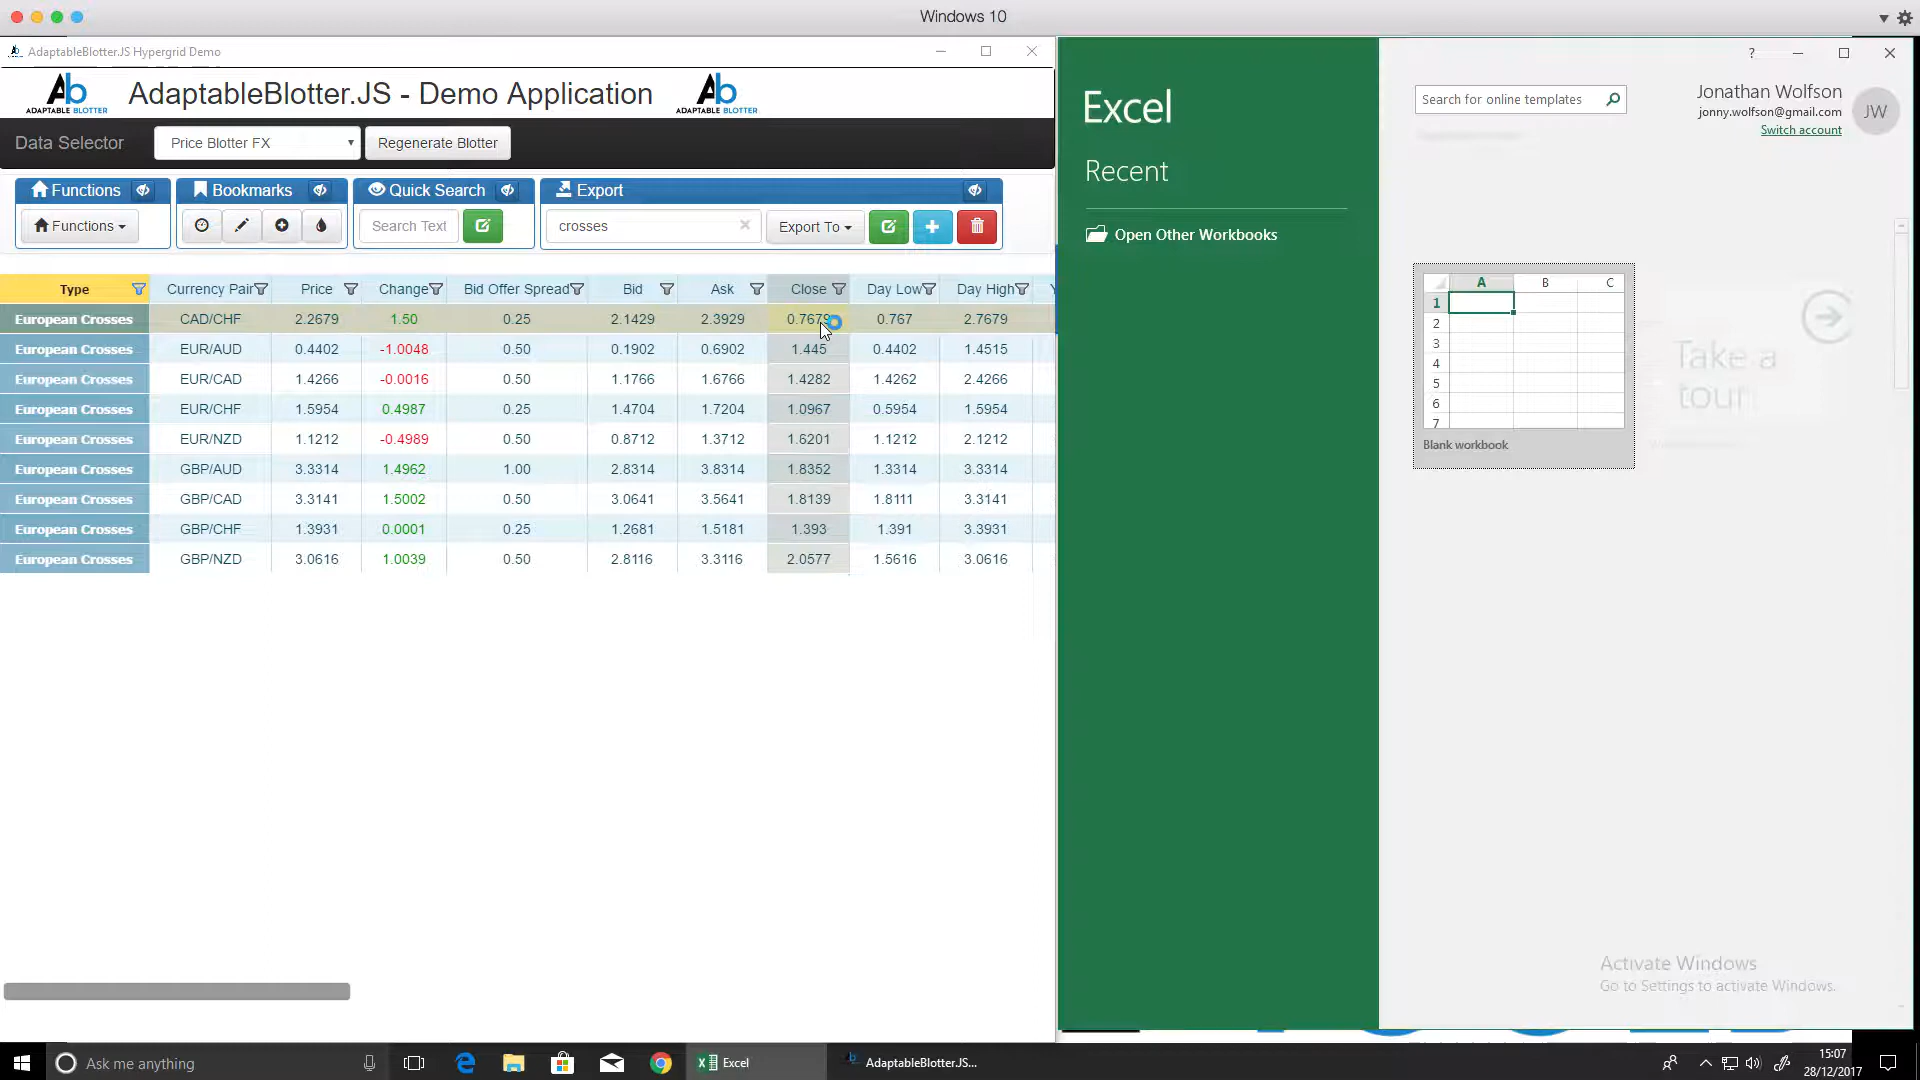 Windows 10
AdaptableBlotter.JS Hypergrid Demo
Ab
ADAPTABLE BLOTTER
AdaptableBlotter.JS - Demo Application
Ab
ADAPTABLE BLOTTER
Data Selector
Price Blotter FX
Regenerate Blotter
Functions
Bookmarks
Quick Search
Export
Functions
Search Text
crosses
Export To
Type Currency Pair Price Change Bid Offer Spread Bid Ask Close Day Low Day High
European Crosses CAD/CHF 2.2679 1.50 0.25 2.1429 2.3929 0.7679 0.767 2.7679
European Crosses EUR/AUD 0.4402 -1.0048 0.50 0.1902 0.6902 1.445 0.4402 1.4515
European Crosses EUR/CAD 1.4266 -0.0016 0.50 1.1766 1.6766 1.4282 1.4262 2.4266
European Crosses EUR/CHF 1.5954 0.4987 0.25 1.4704 1.7204 1.0967 0.5954 1.5954
European Crosses EUR/NZD 1.1212 -0.4989 0.50 0.8712 1.3712 1.6201 1.1212 2.1212
European Crosses GBP/AUD 3.3314 1.4962 1.00 2.8314 3.8314 1.8352 1.3314 3.3314
European Crosses GBP/CAD 3.3141 1.5002 0.50 3.0641 3.5641 1.8139 1.8111 3.3141
European Crosses GBP/CHF 1.3931 0.0001 0.25 1.2681 1.5181 1.393 1.391 3.3931
European Crosses GBP/NZD 3.0616 1.0039 0.50 2.8116 3.3116 2.0577 1.5616 3.0616
Excel
Recent
Open Other Workbooks
?
Search for online templates
Jonathan Wolfson
jonny.wolfson@gmail.com
Switch account
JW
A B C
1
2
3
4
5
6
7
Blank workbook
Take a
tour
Activate Windows
Go to Settings to activate Windows.
Ask me anything
Excel
AdaptableBlotter.JS...
15:07
28/12/2017